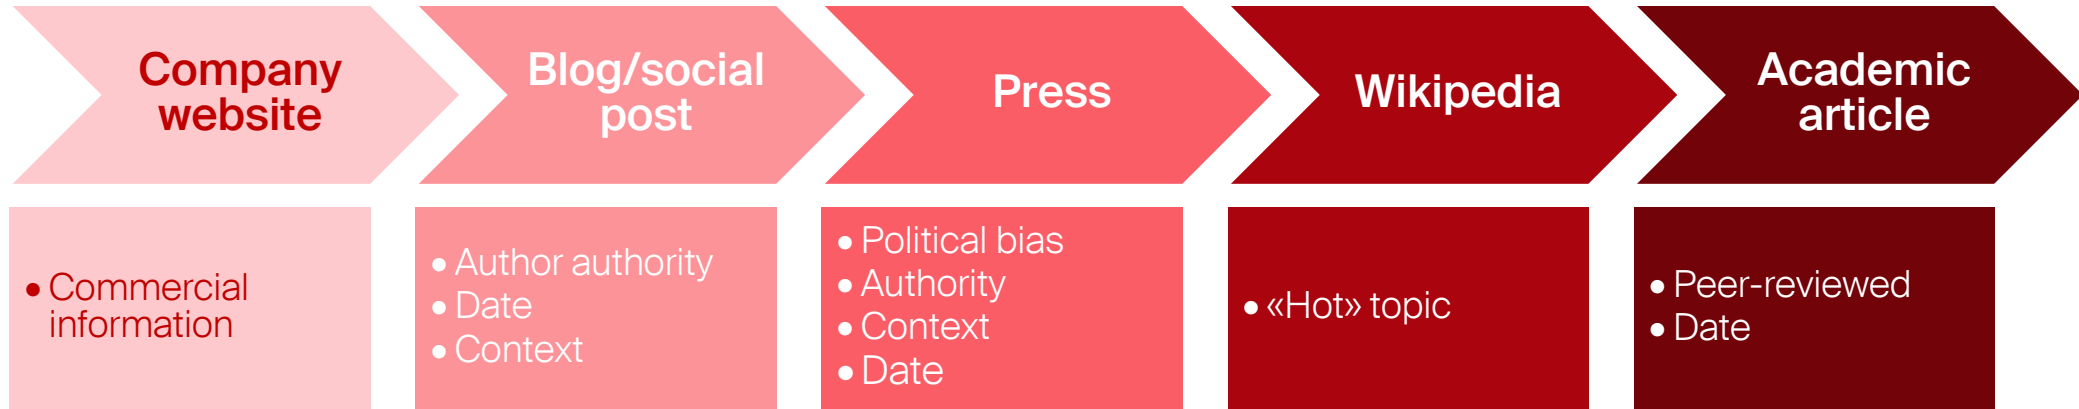 Company
website
Blog/social
post
Press
Wikipedia
Academic
article
• Commercial
information
• Author authority
• Date
• Context
• Political bias
• Authority
• Context
• Date
• «Hot» topic
• Peer-reviewed
• Date